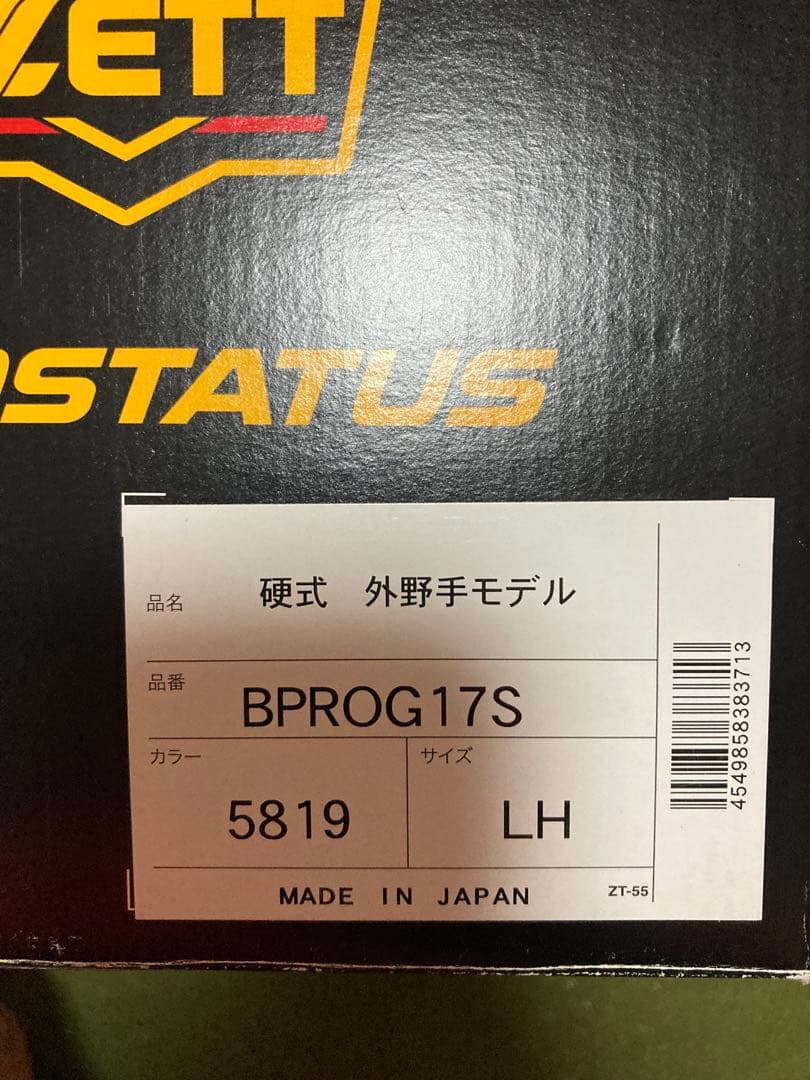 ZETT
OSTATUS
品名 硬式 外野手モデル
品番 BPROG17S
カラー 5819
サイズ LH
MADE IN JAPAN ZT-55
4549858383713